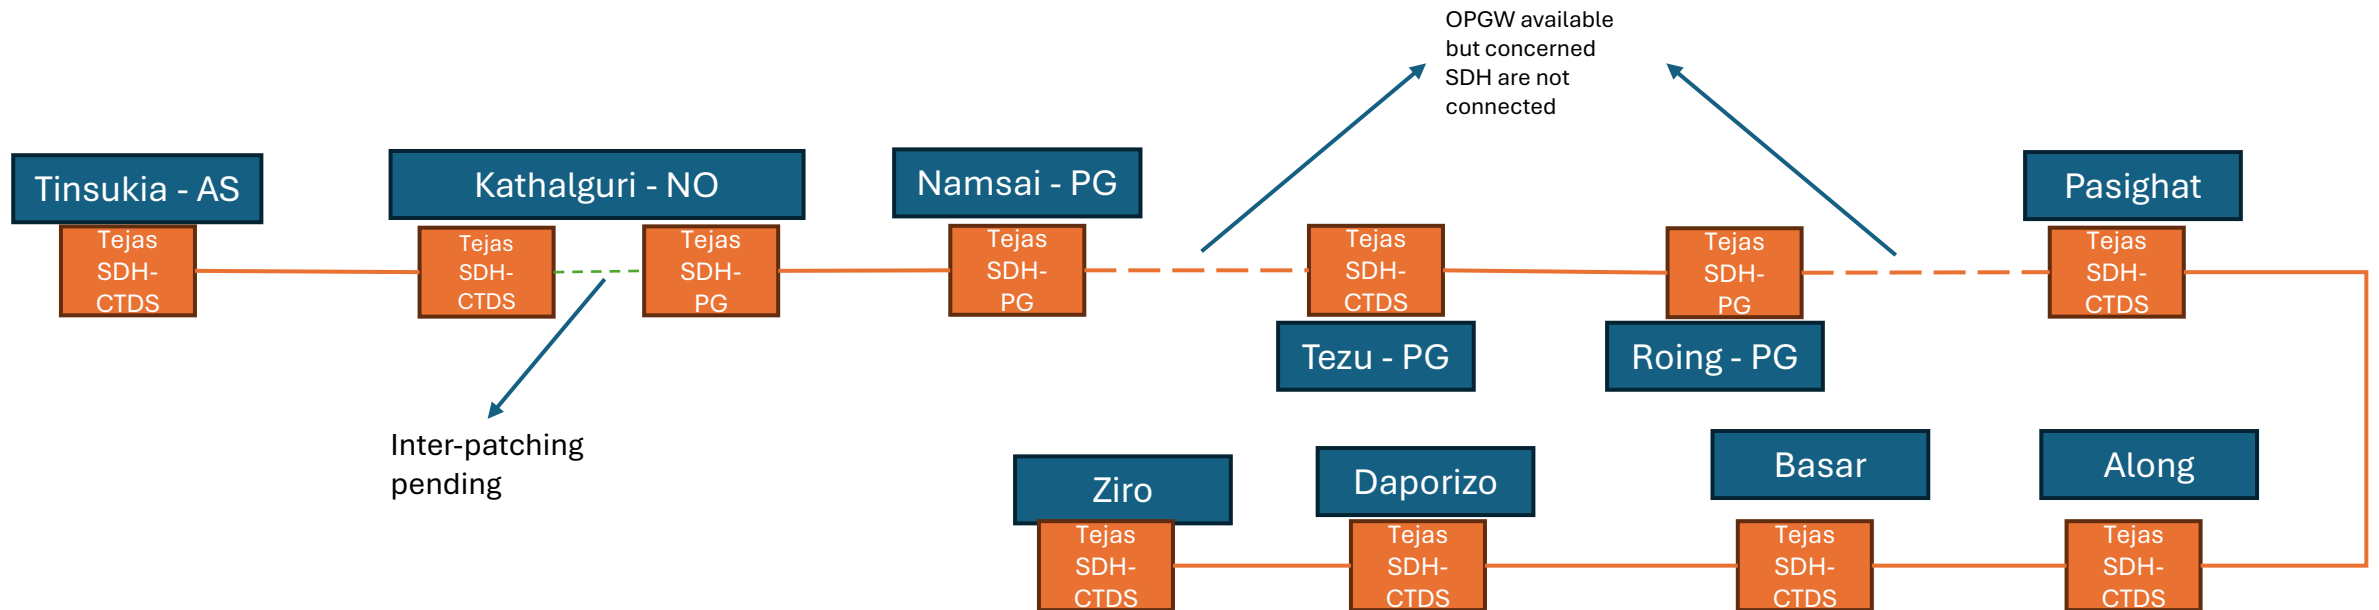 OPGW available
but concerned
SDH are not
connected
Tinsukia - AS
Kathalguri - NO
Namsai - PG
Pasighat
Tejas
SDH-
CTDS
Tejas
SDH-
CTDS
Tejas
SDH-
PG
Tejas
SDH-
PG
Tejas
SDH-
CTDS
Tejas
SDH-
PG
Tejas
SDH-
CTDS
Tezu - PG
Roing - PG
Inter-patching
pending
Ziro
Daporizo
Basar
Along
Tejas
SDH-
CTDS
Tejas
SDH-
CTDS
Tejas
SDH-
CTDS
Tejas
SDH-
CTDS